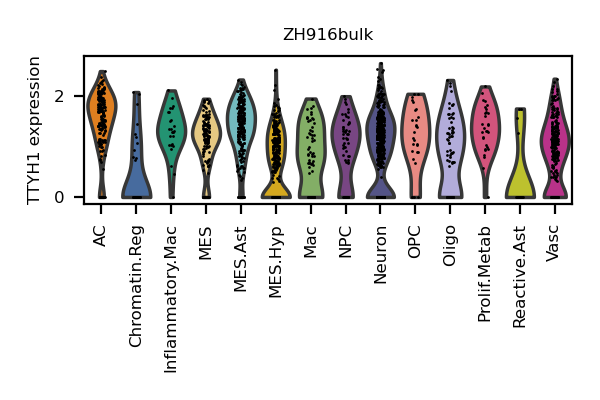 ZH916bulk
TTYH1 expression
2
0
AC
Chromatin.Reg
Inflammatory.Mac
MES
MES.Ast
MES.Hyp
Mac
NPC
Neuron
OPC
Oligo
Prolif.Metab
Reactive.Ast
Vasc